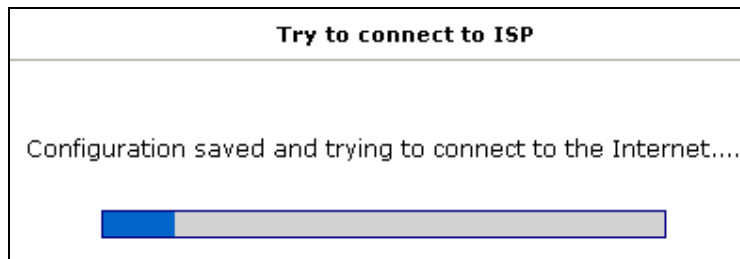 Try to connect to ISP
Configuration saved and trying to connect to the Internet....